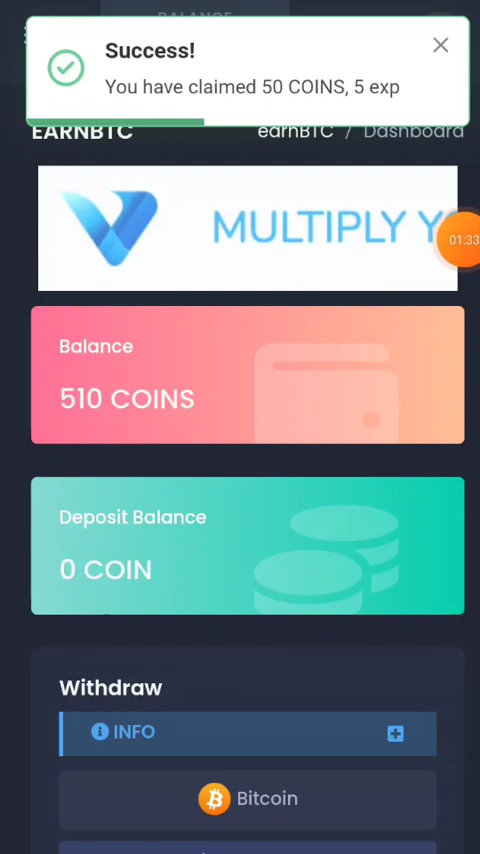 BALANCE
Success!
You have claimed 50 COINS, 5 exp
EARNBTC
earnBTC / Dashboard
MULTIPLY Y
01:33
Balance
510 COINS
Deposit Balance
0 COIN
Withdraw
INFO
Bitcoin